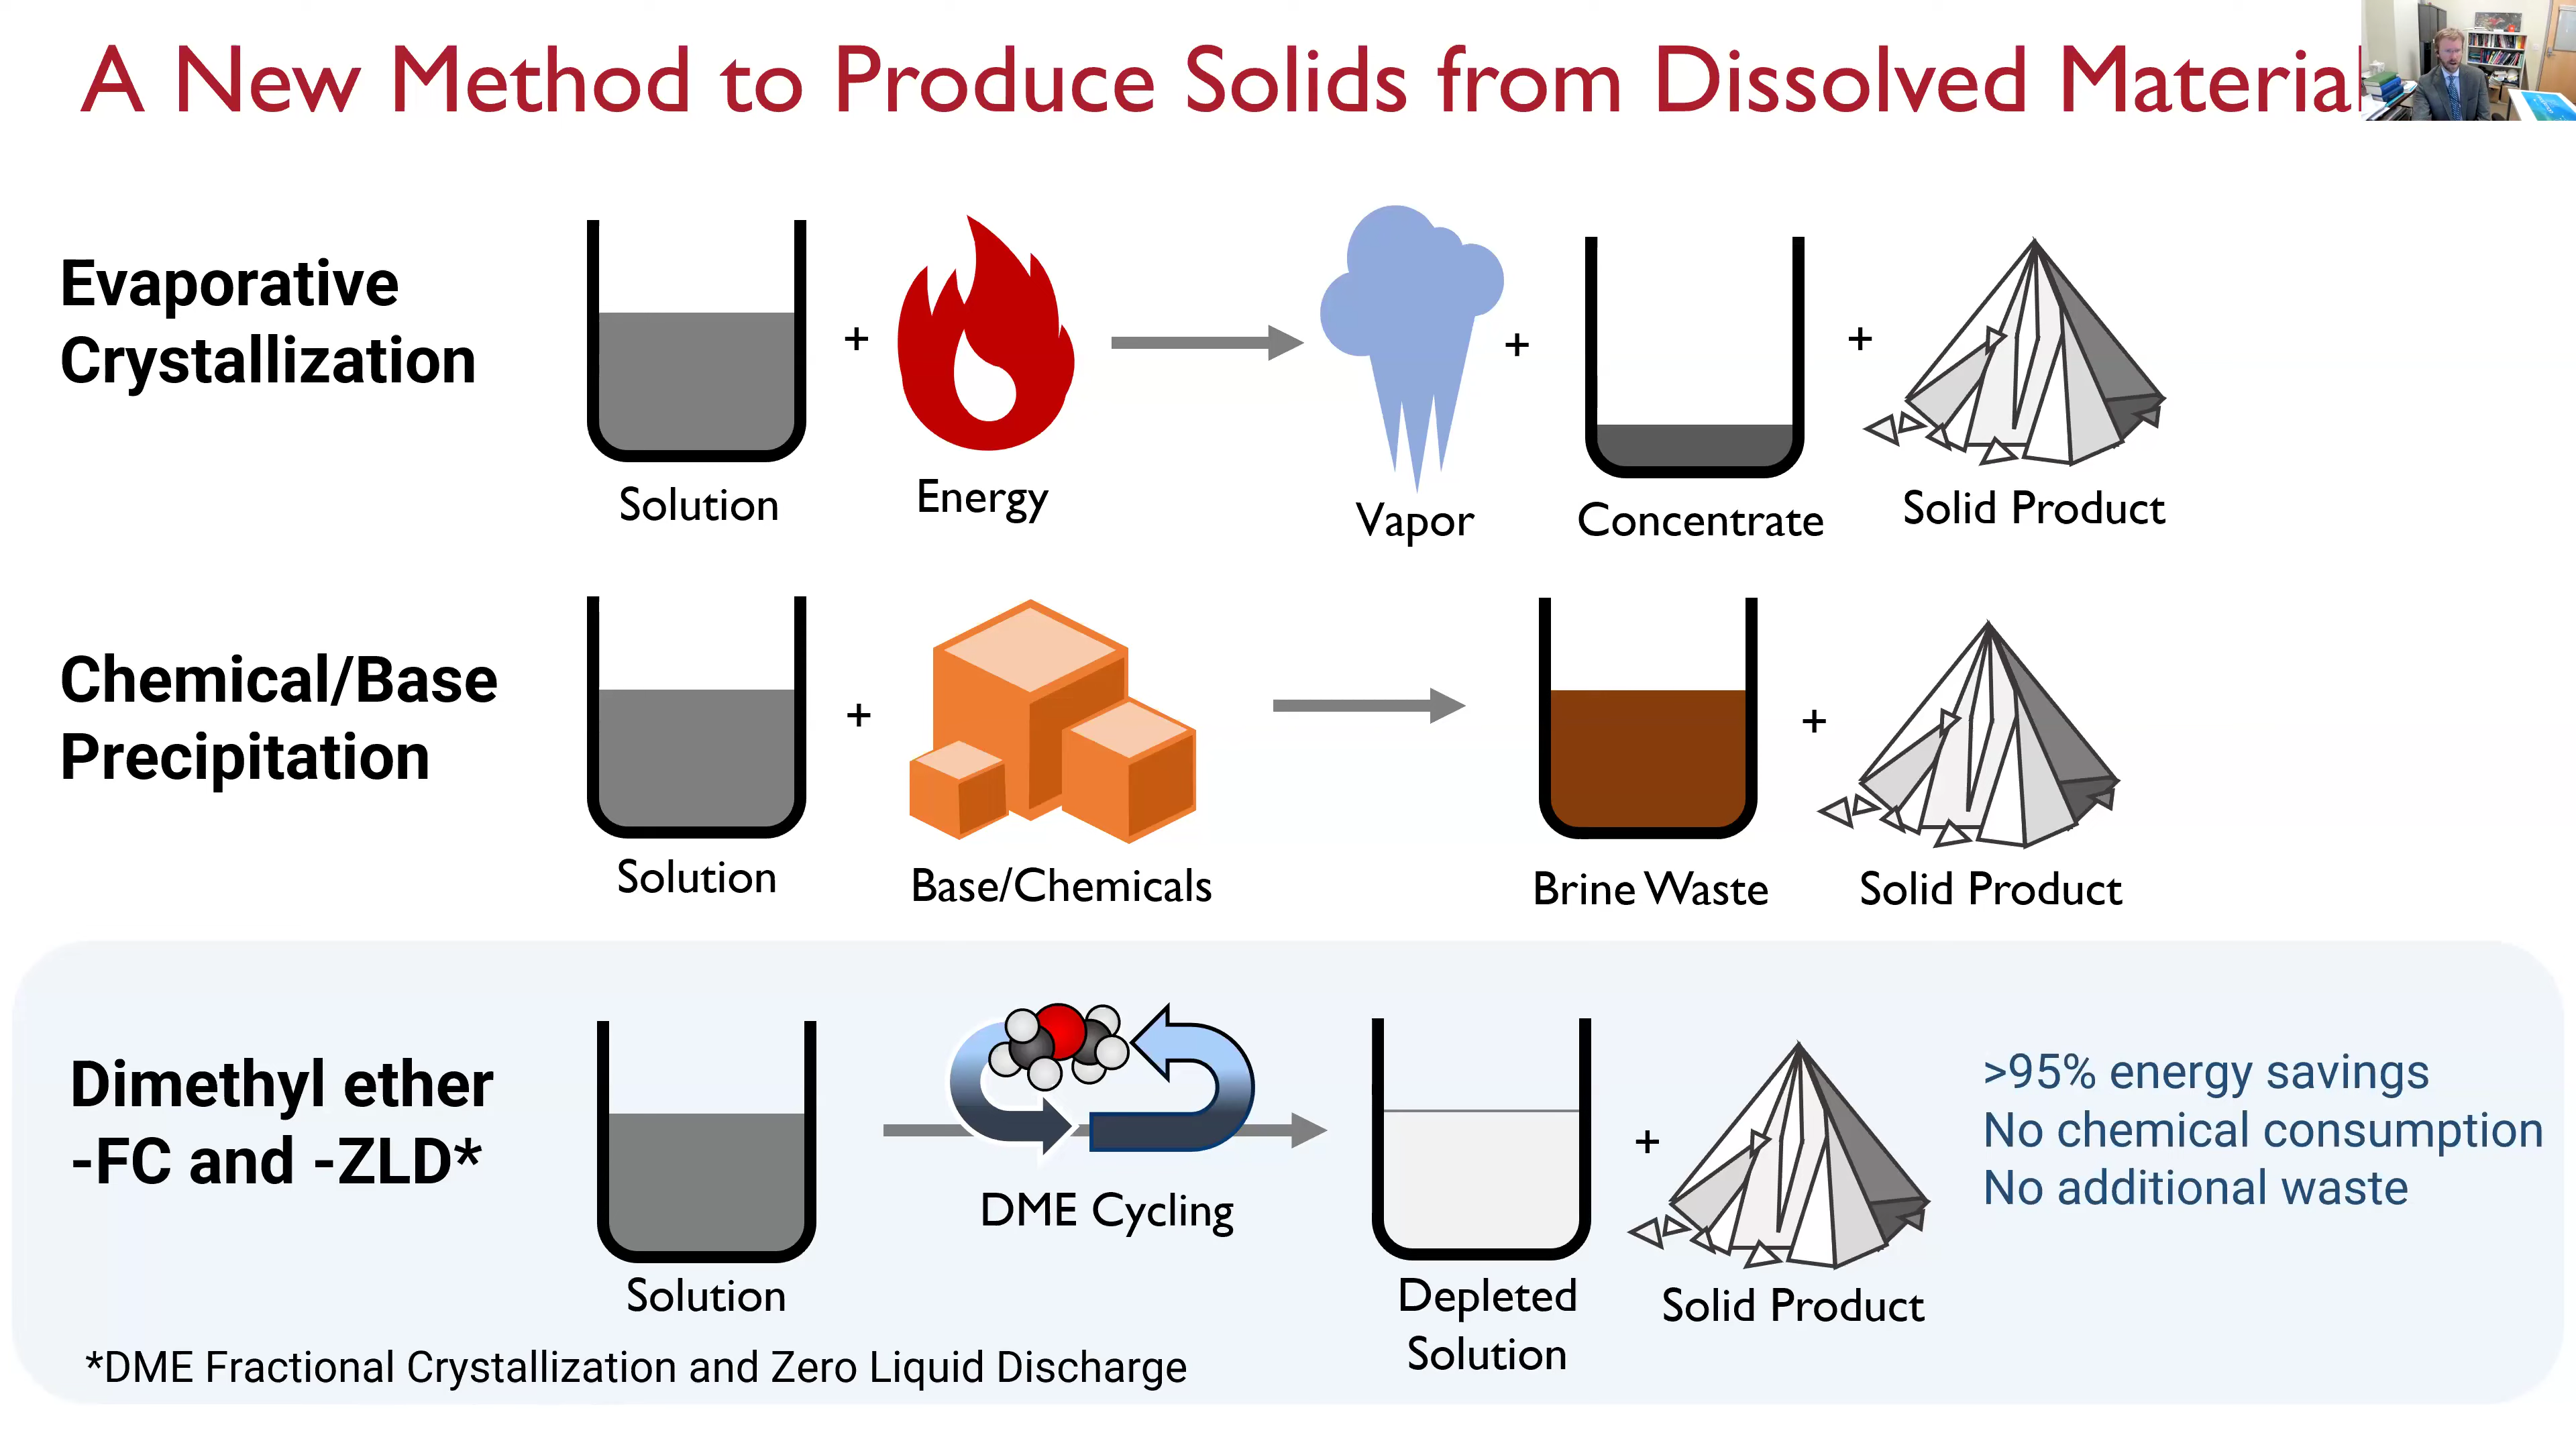 A New Method to Produce Solids from Dissolved Material
Evaporative
Crystallization
+
+
+
Solution
Energy
Vapor
Concentrate
Solid Product
Chemical/Base
Precipitation
+
+
Solution
Base/Chemicals
Brine Waste
Solid Product
Dimethyl ether
-FC and -ZLD*
+
>95% energy savings
No chemical consumption
No additional waste
DME Cycling
Solution
Depleted
Solution
Solid Product
*DME Fractional Crystallization and Zero Liquid Discharge